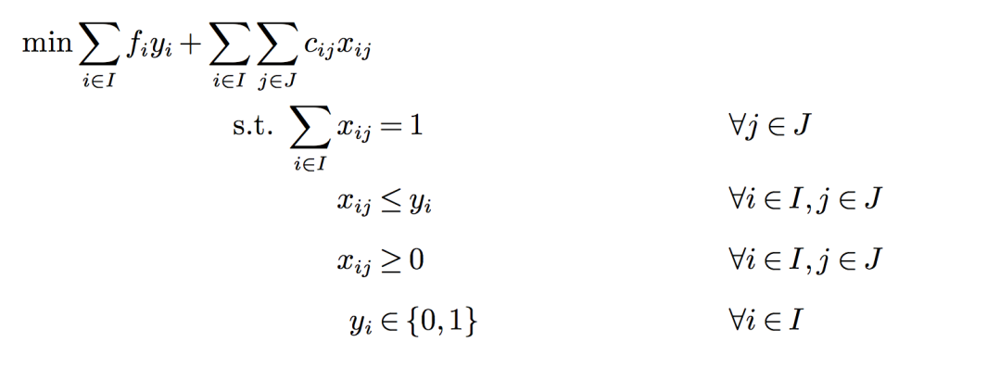 min ∑_{i∈I} f_i y_i + ∑_{i∈I} ∑_{j∈J} c_{ij} x_{ij}
s.t. ∑_{i∈I} x_{ij} = 1 ∀j ∈ J
x_{ij} ≤ y_i ∀i ∈ I, j ∈ J
x_{ij} ≥ 0 ∀i ∈ I, j ∈ J
y_i ∈ {0, 1} ∀i ∈ I